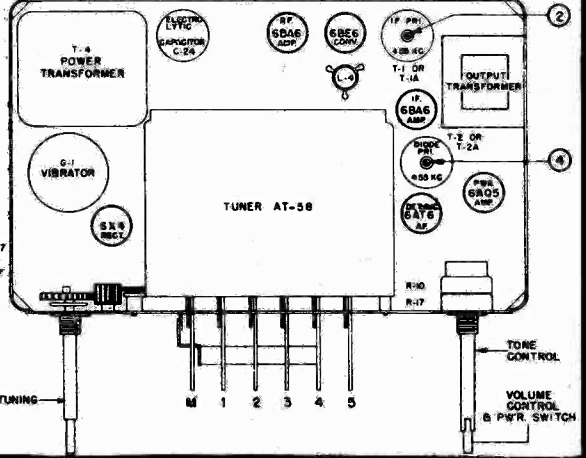 T-4
POWER
TRANSFORMER
ELECTRO
LYTIC
CAPACITOR
C-24
R.F.
6BA6
AMP.
6BE6
CONV.
I.F. PRI.
455 KC
2
T-1 OR
T-1A
L-4
OUTPUT
TRANSFORMER
I.F.
6BA6
AMP.
T-2 OR
T-2A
DIODE
PRI.
455 KC
4
G-1
VIBRATOR
TUNER AT-58
PWR.
6AQ5
AMP.
6AT6
AF.
6X4
RECT.
R-10
R-17
TONE
CONTROL
TUNING
M 1 2 3 4 5
VOLUME
CONTROL
& PWR. SWITCH